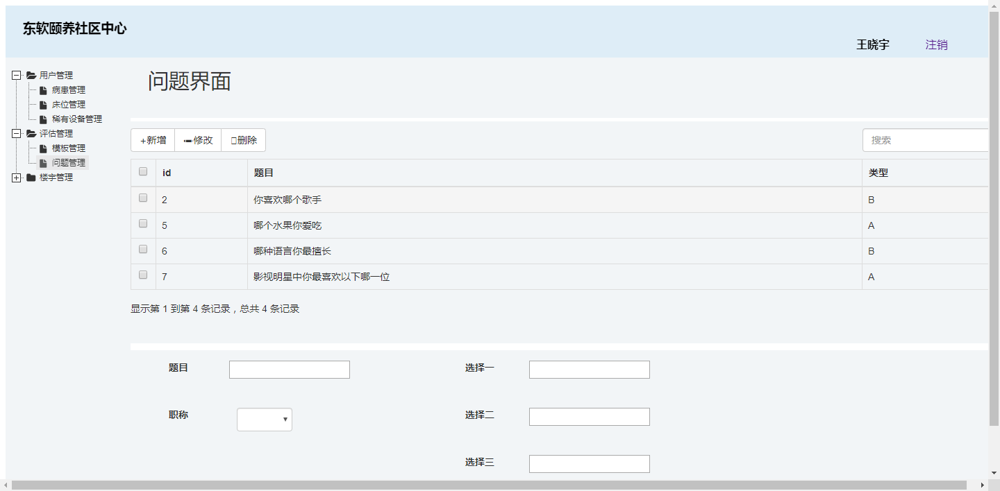 东软颐养社区中心
王晓宇 注销
用户管理
病患管理
床位管理
稀有设备管理
评估管理
模板管理
问题管理
楼宇管理
问题界面
+新增 修改 删除
搜索
id 题目 类型
2 你喜欢哪个歌手 B
5 哪个水果你爱吃 A
6 哪种语言你最擅长 B
7 影视明星中你最喜欢以下哪一位 A
显示第 1 到第 4 条记录，总共 4 条记录
题目 选择一
职称 选择二
选择三